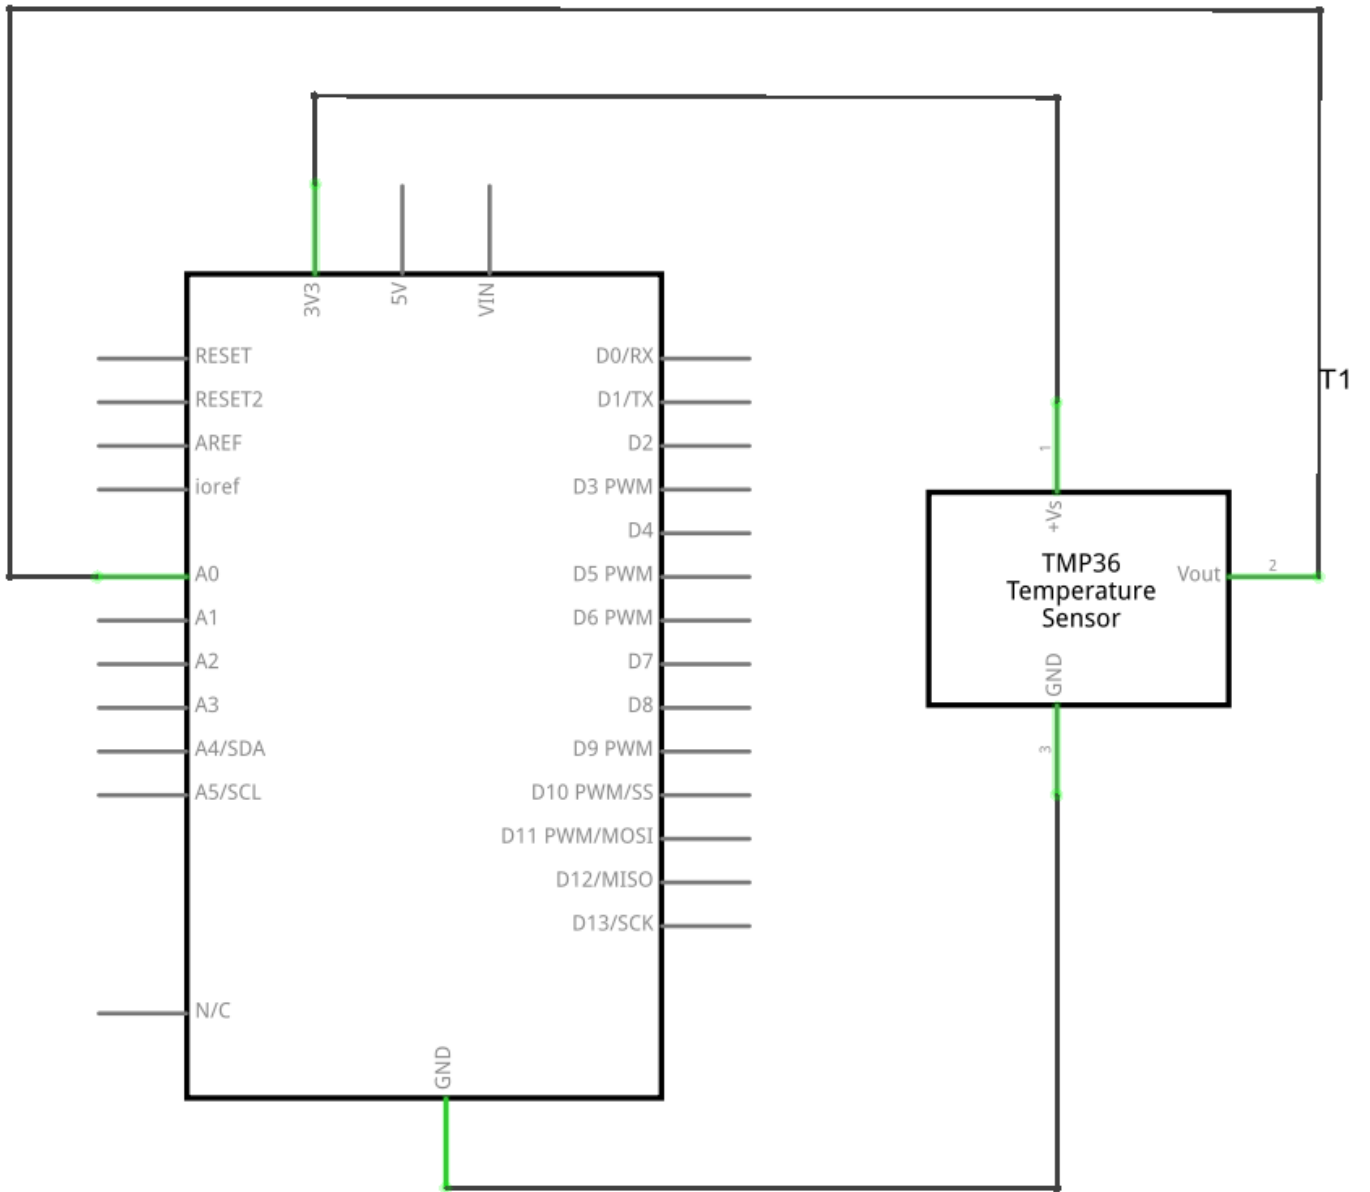 3V3
5V
VIN
RESET
D0/RX
RESET2
D1/TX
AREF
D2
ioref
D3 PWM
D4
A0
D5 PWM
A1
D6 PWM
A2
D7
A3
D8
A4/SDA
D9 PWM
A5/SCL
D10 PWM/SS
D11 PWM/MOSI
D12/MISO
D13/SCK
N/C
GND
T1
1
+Vs
TMP36
Temperature
Sensor
Vout
2
GND
3